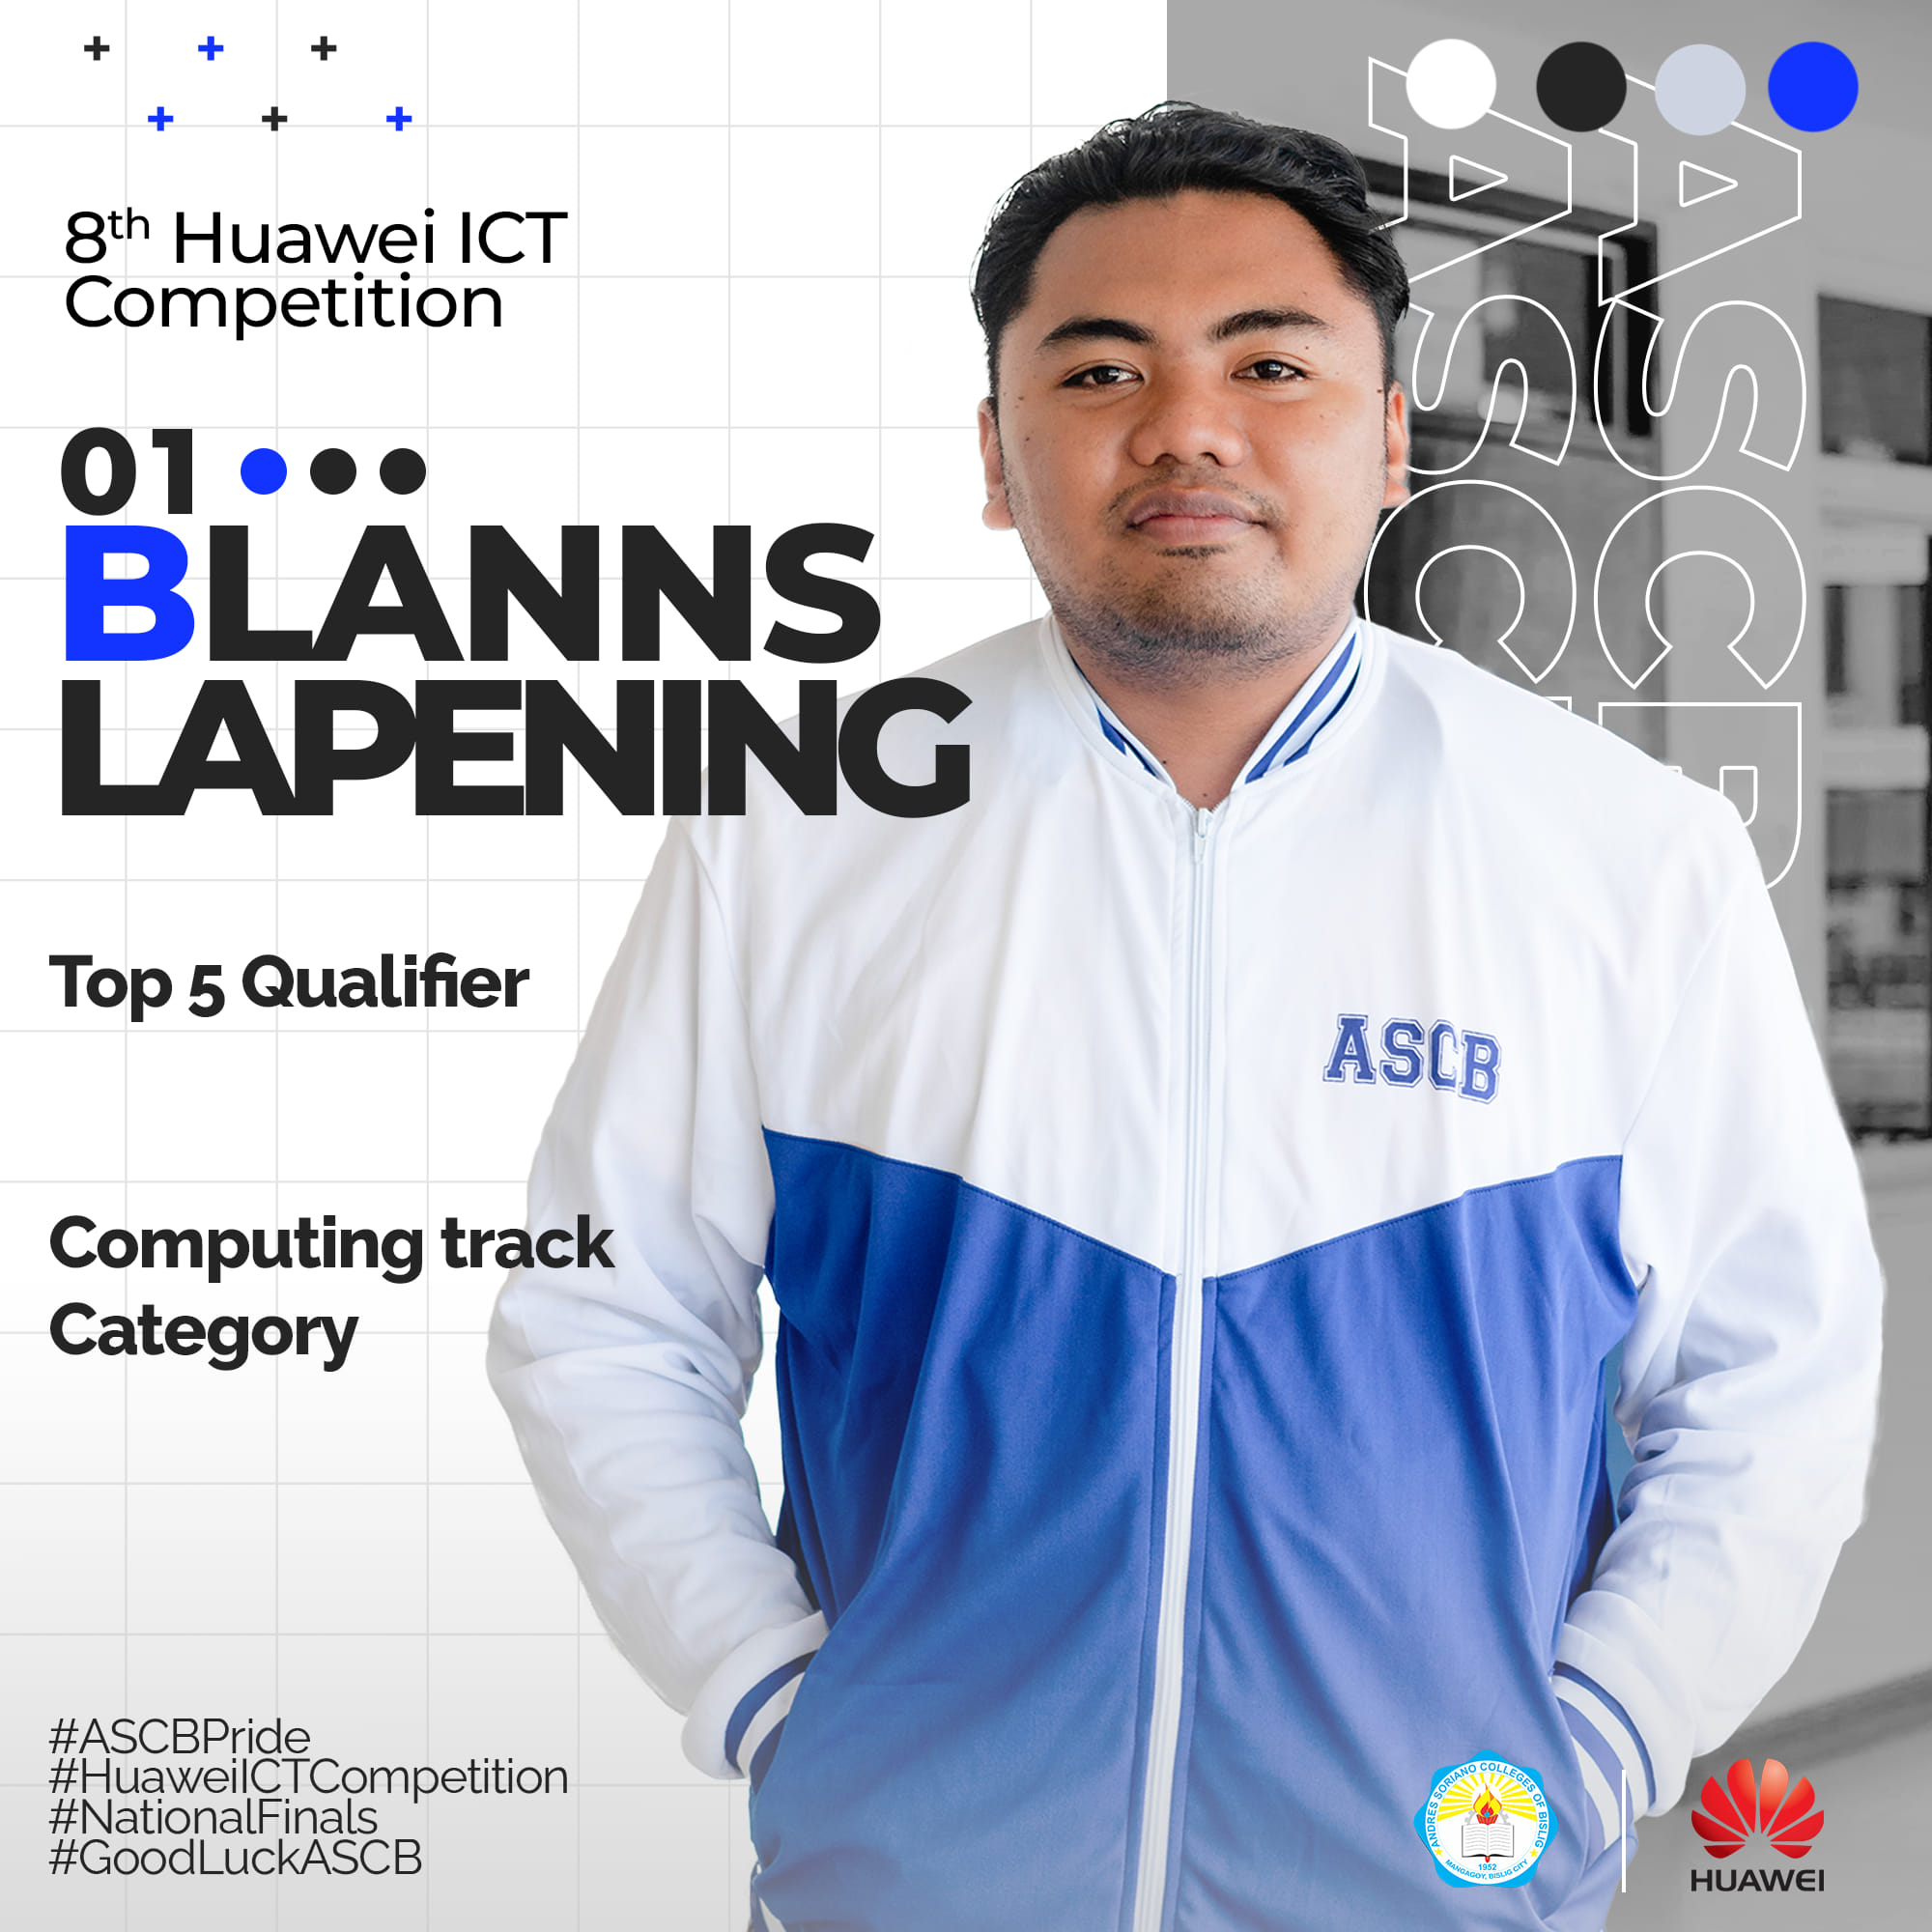 8th Huawei ICT
Competition
01
BLANNS
LAPENING
Top 5 Qualifier
Computing track
Category
#ASCBPride
#HuaweiICTCompetition
#NationalFinals
#GoodLuckASCB
ASC
ASCB
ASCB
ANDRES SORIANO COLLEGES OF BISLIG
1952
MANGAGOY, BISLIG CITY
HUAWEI